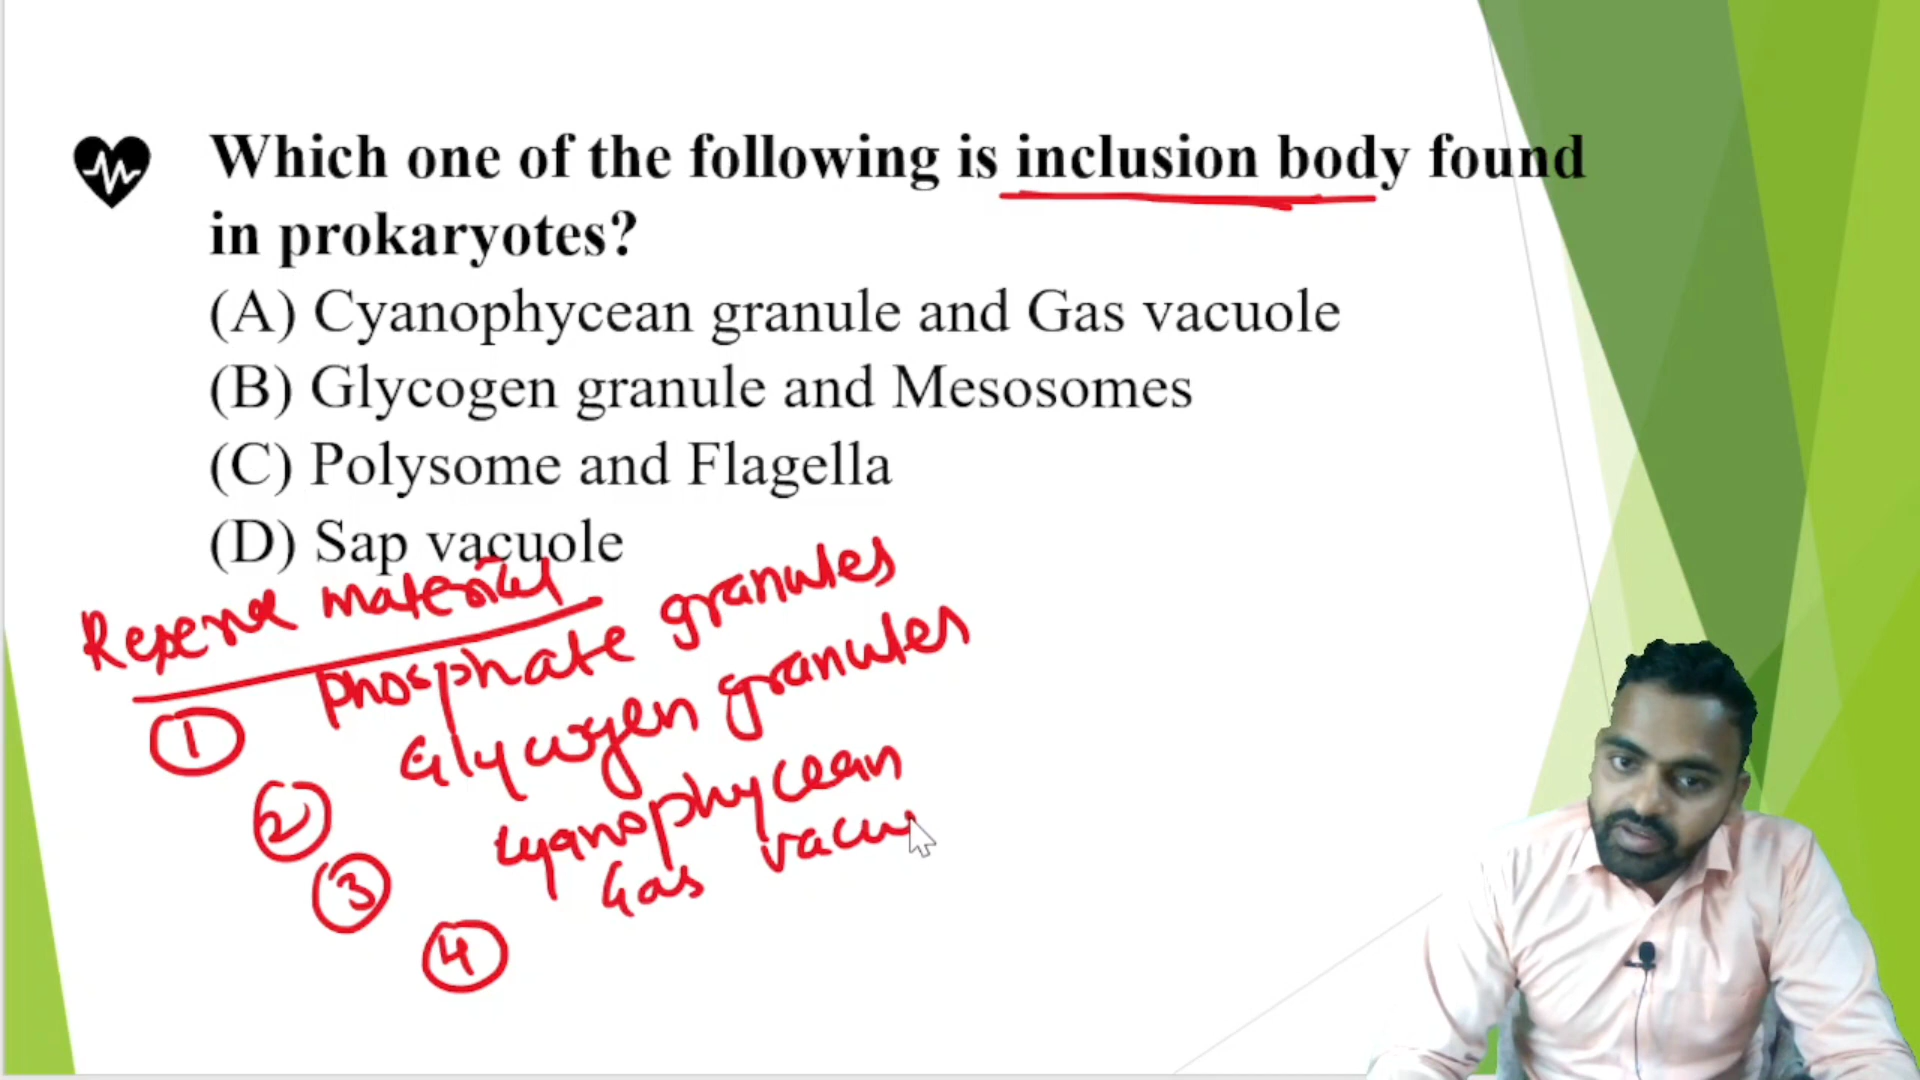 Which one of the following is inclusion body found
in prokaryotes?
(A) Cyanophycean granule and Gas vacuole
(B) Glycogen granule and Mesosomes
(C) Polysome and Flagella
(D) Sap vacuole
Reserve material
① phosphate granules
② Glycogen granules
③ cyanophycean
④ Gas vacu